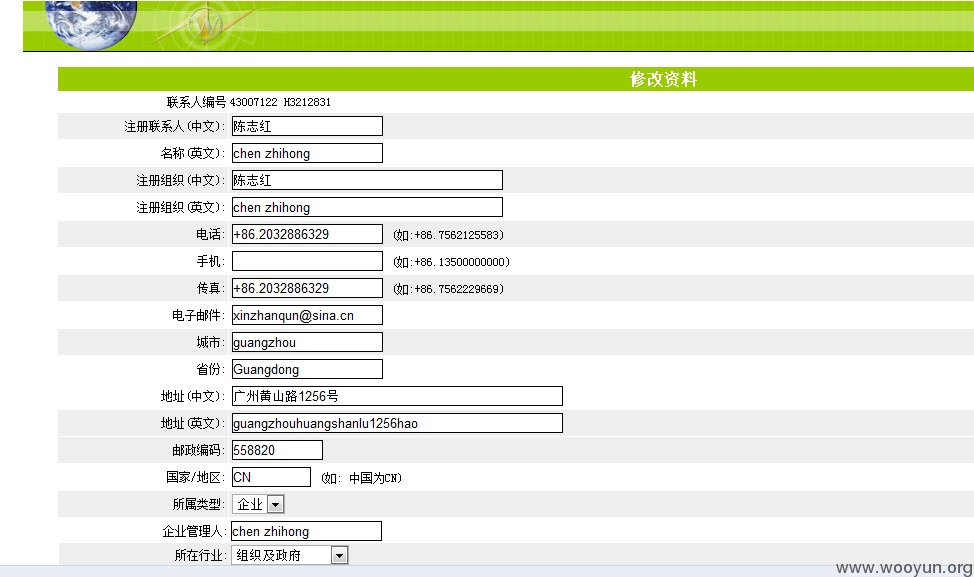 修改资料
联系人编号 43007122 H3212831
注册联系人(中文): 陈志红
名称(英文): chen zhihong
注册组织(中文): 陈志红
注册组织(英文): chen zhihong
电话: +86.2032886329 (如:+86.7562125583)
手机: (如:+86.13500000000)
传真: +86.2032886329 (如:+86.7562229669)
电子邮件: xinzhanqun@sina.cn
城市: guangzhou
省份: Guangdong
地址(中文): 广州黄山路1256号
地址(英文): guangzhouhuangshanlu1256hao
邮政编码: 558820
国家/地区: CN (如: 中国为CN)
所属类型: 企业
企业管理人: chen zhihong
所在行业: 组织及政府
www.wooyun.org